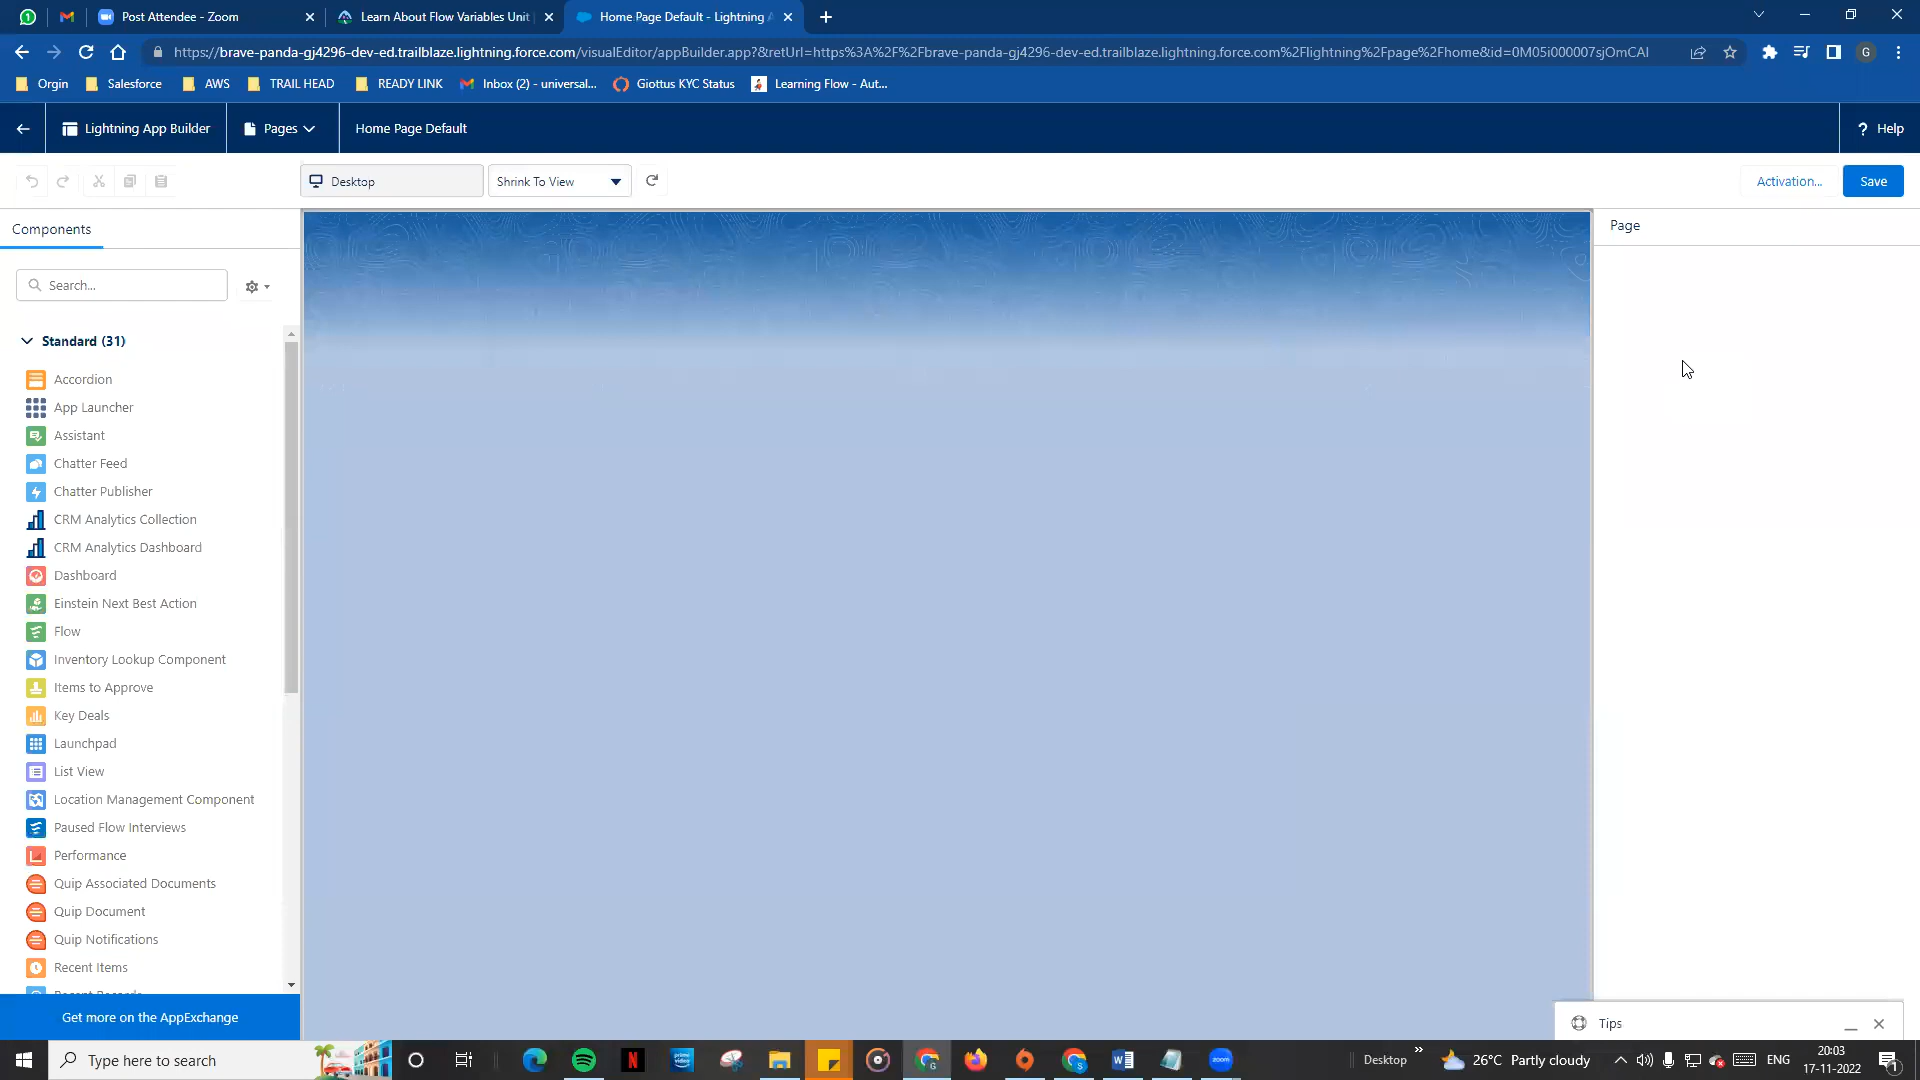 Post Attendee - Zoom
Learn About Flow Variables Unit
Home Page Default - Lightning A
https://brave-panda-gj4296-dev-ed.trailblaze.lightning.force.com/visualEditor/appBuilder.app?&retUrl=https%3A%2F%2Fbrave-panda-gj4296-dev-ed.trailblaze.lightning.force.com%2Flightning%2Fpage%2Fhome&id=0M05i000007sjOmCAI
G
Orgin
Salesforce
AWS
TRAIL HEAD
READY LINK
Inbox (2) - universal...
Giottus KYC Status
Learning Flow - Aut...
Lightning App Builder
Pages
Home Page Default
? Help
Desktop
Shrink To View
Activation...
Save
Components
Page
Search...
Standard (31)
Accordion
App Launcher
Assistant
Chatter Feed
Chatter Publisher
CRM Analytics Collection
CRM Analytics Dashboard
Dashboard
Einstein Next Best Action
Flow
Inventory Lookup Component
Items to Approve
Key Deals
Launchpad
List View
Location Management Component
Paused Flow Interviews
Performance
Quip Associated Documents
Quip Document
Quip Notifications
Recent Items
Recent Records
Get more on the AppExchange
Tips
Type here to search
prime video
zoom
Desktop
26°C Partly cloudy
ENG
20:03
17-11-2022
1